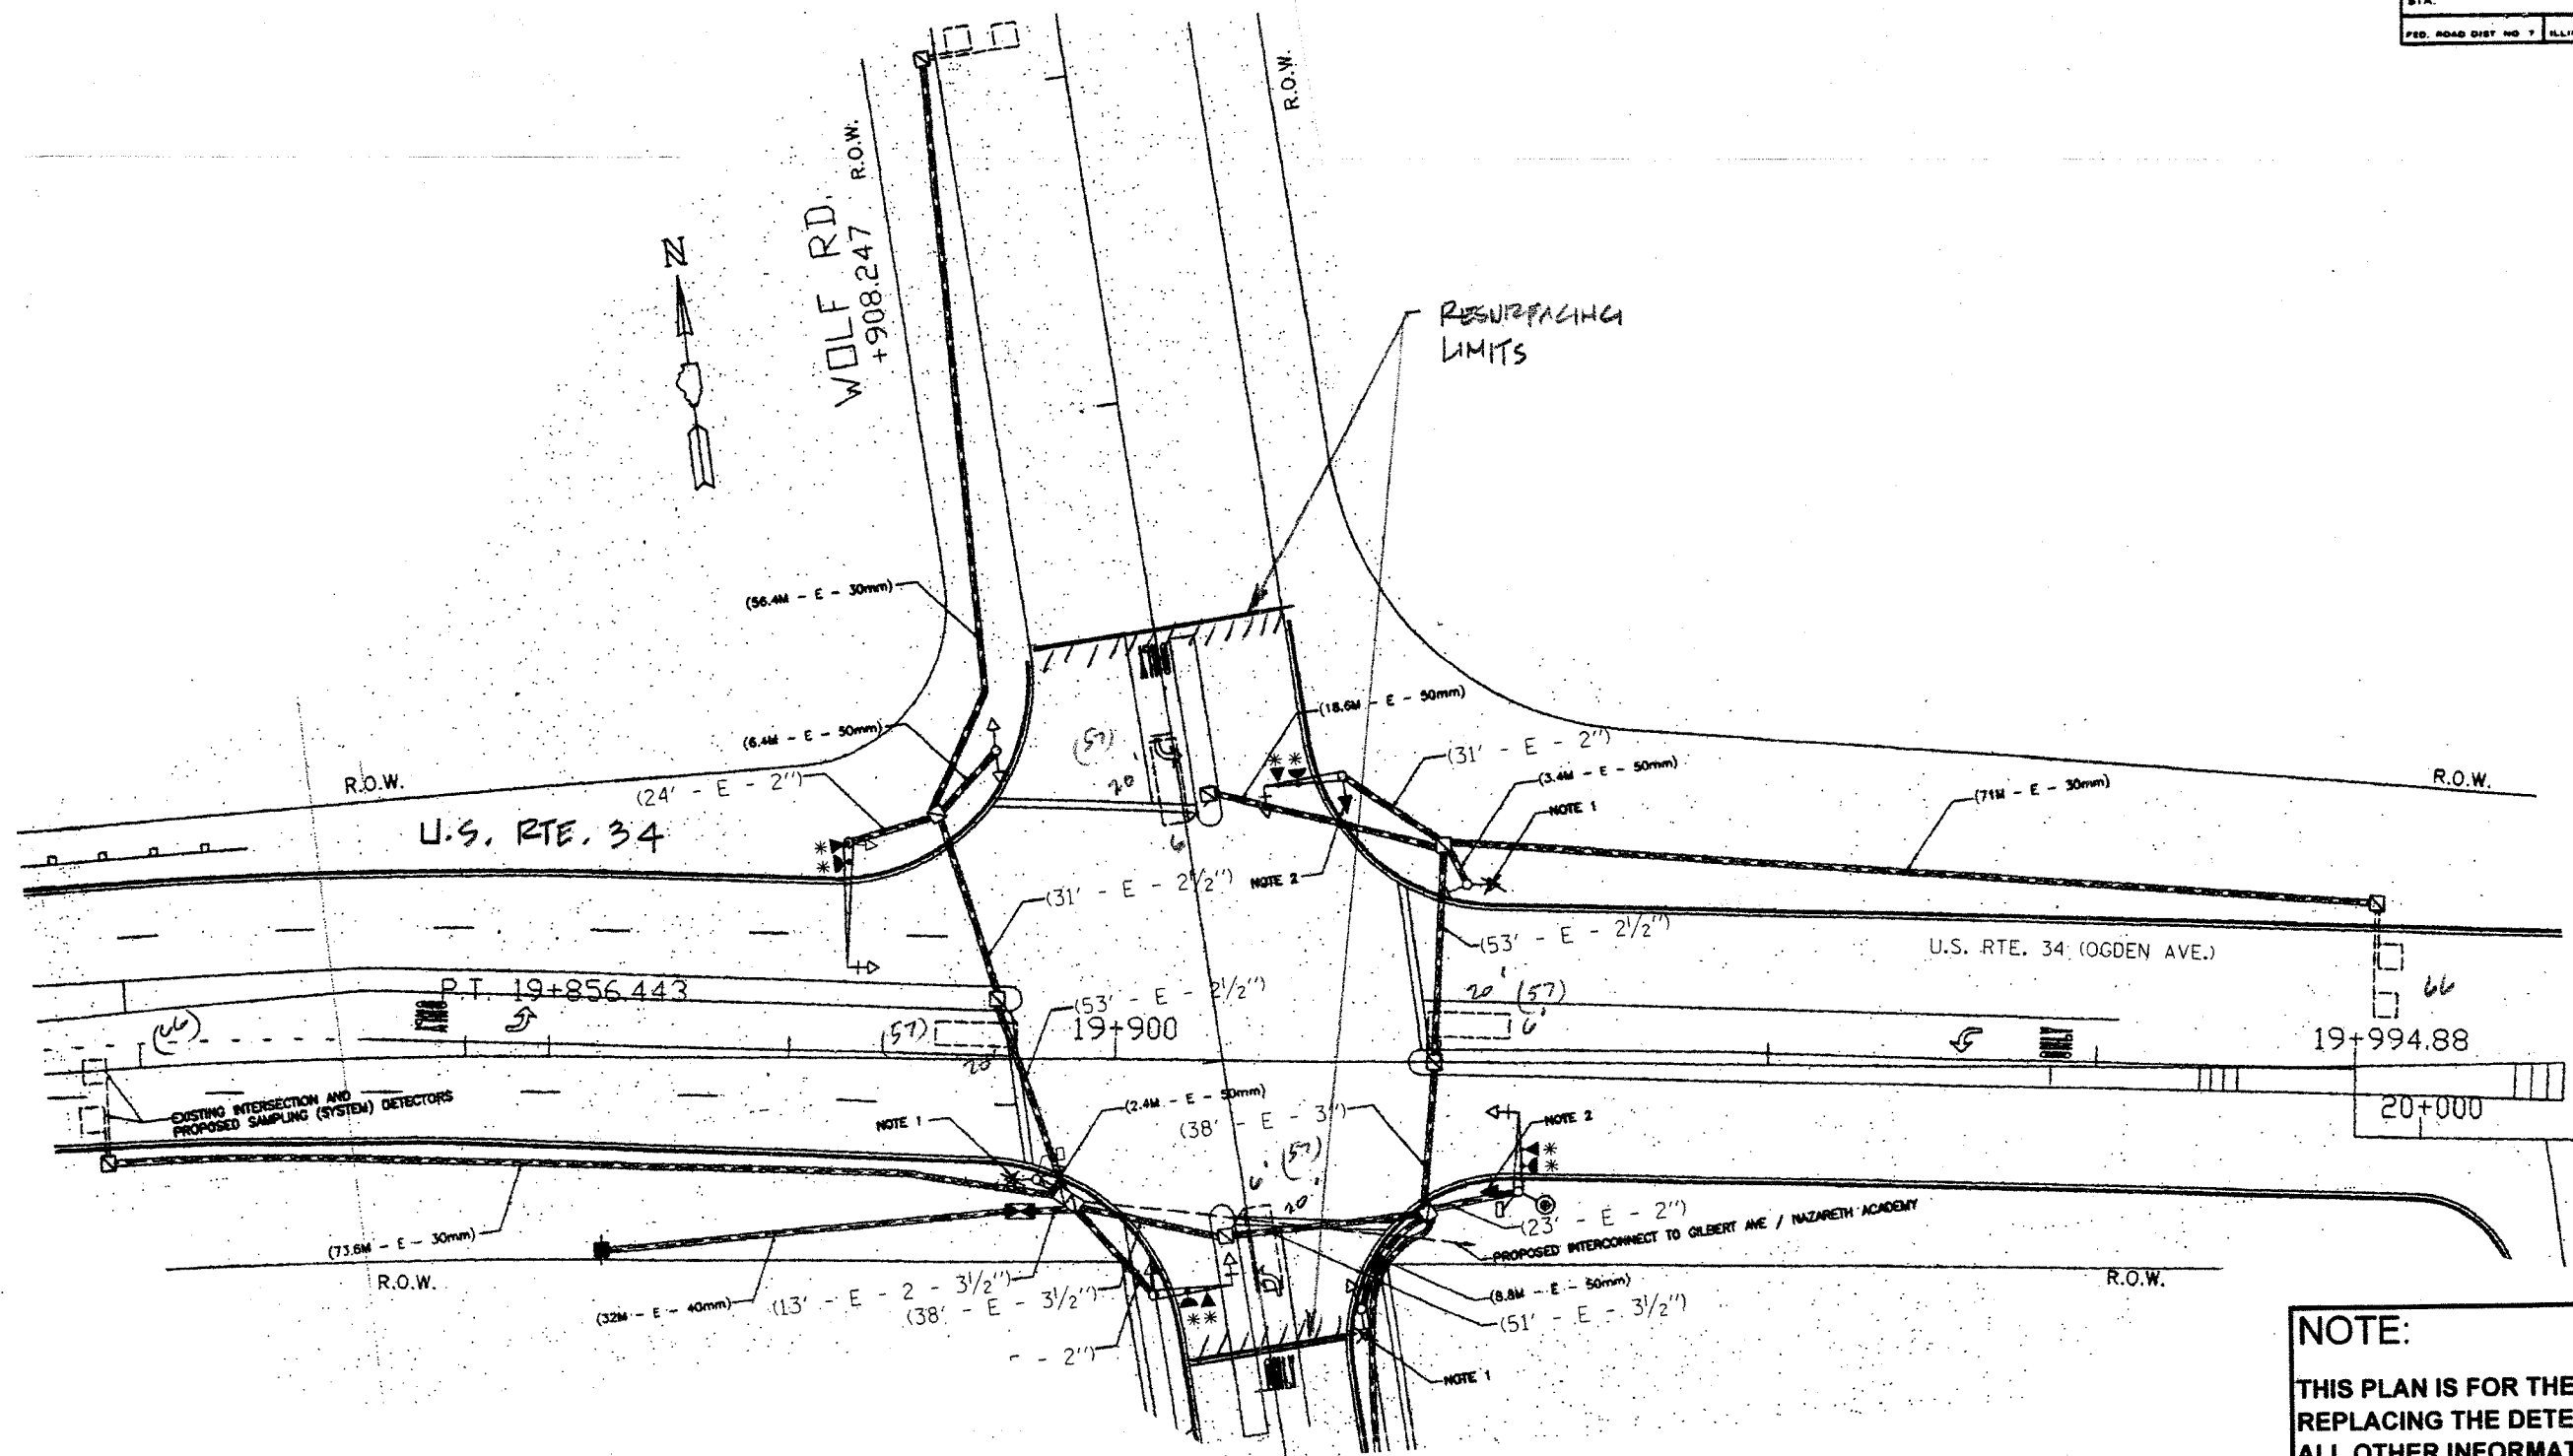 FED. ROAD DIST NO 7
R.O.W.
R.O.W.
WOLF RD.
+908.247
N
RESURFACING
LIMITS
(56.4M - E - 30mm)
(6.4M - E - 50mm)
(18.6M - E - 50mm)
(31' - E - 2")
(3.4M - E - 50mm)
NOTE 1
(71M - E - 30mm)
R.O.W.
R.O.W.
(24' - E - 2")
U.S. RTE. 34
(57)
20'
6'
**
*
*
(31' - E - 2 1/2")
NOTE 2
(53' - E - 2 1/2")
U.S. RTE. 34 (OGDEN AVE.)
P.T. 19+856.443
ONLY
(66)
(53' - E - 2 1/2")
19+900
(57)
20'
20' (57)
6'
ONLY
66
19+994.88
20+000
EXISTING INTERSECTION AND
PROPOSED SAMPLING (SYSTEM) DETECTORS
NOTE 1
(2.4M - E - 50mm)
(38' - E - 3")
NOTE 2
*
*
6' (57)
20'
(23' - E - 2")
PROPOSED INTERCONNECT TO GILBERT AVE / NAZARETH ACADEMY
(73.6M - E - 30mm)
R.O.W.
R.O.W.
(32M - E - 40mm)
(13' - E - 2 - 3 1/2")
(38' - E - 3 1/2")
(8.8M - E - 50mm)
(51' - E - 3 1/2")
- 2")
**
ONLY
NOTE 1
NOTE:
THIS PLAN IS FOR THE
REPLACING THE DETE
ALL OTHER INFORMAT